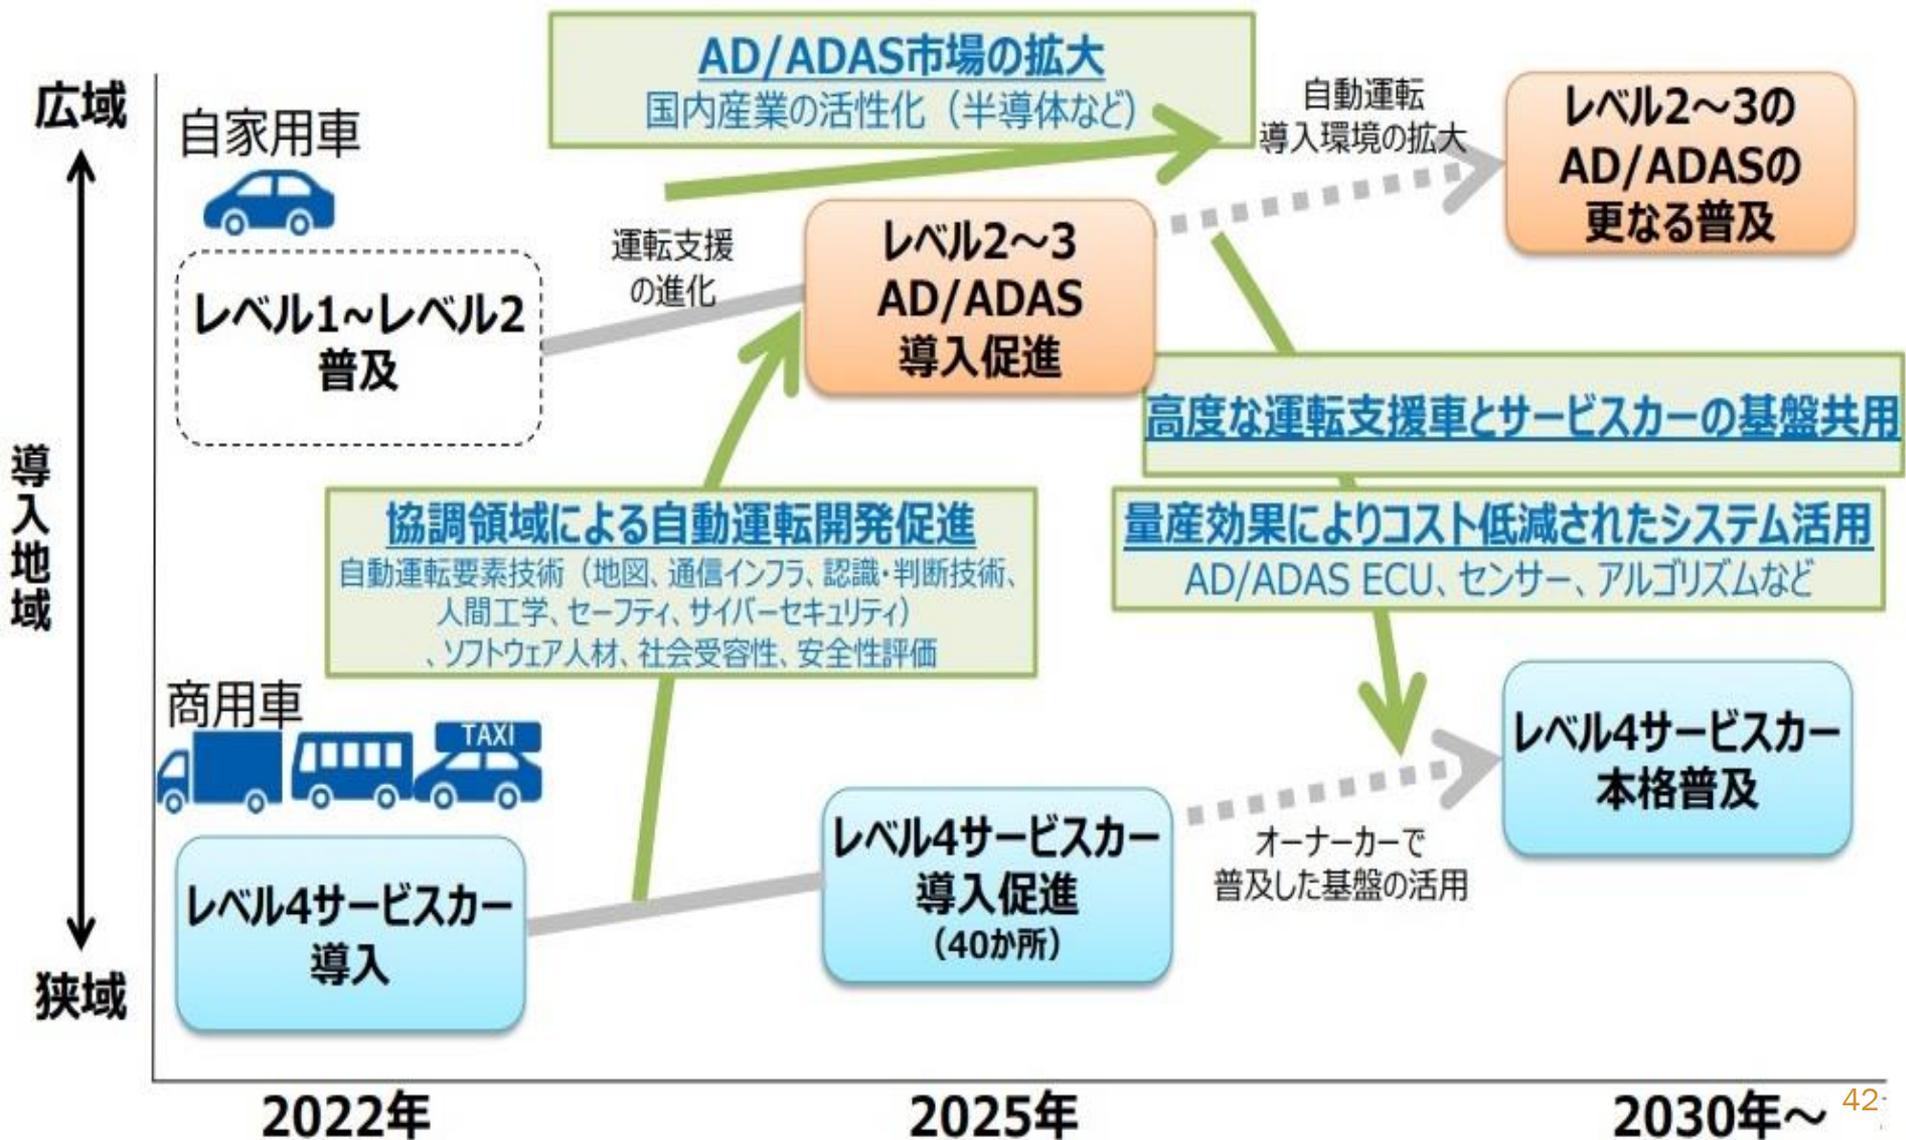 AD/ADAS市場の拡大
国内産業の活性化（半導体など）
広域
自家用車
自動運転
導入環境の拡大
レベル2～3の
AD/ADASの
更なる普及
運転支援
の進化
レベル2～3
AD/ADAS
導入促進
レベル1~レベル2
普及
高度な運転支援車とサービスカーの基盤共用
導入地域
協調領域による自動運転開発促進
自動運転要素技術（地図、通信インフラ、認識・判断技術、
人間工学、セーフティ、サイバーセキュリティ）
、ソフトウェア人材、社会受容性、安全性評価
量産効果によりコスト低減されたシステム活用
AD/ADAS ECU、センサー、アルゴリズムなど
商用車
TAXI
レベル4サービスカー
導入
レベル4サービスカー
導入促進
（40か所）
オーナーカーで
普及した基盤の活用
レベル4サービスカー
本格普及
狭域
2022年
2025年
2030年～
42